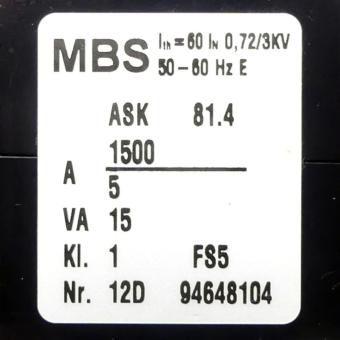 MBS Ith=60 IN 0,72/3KV
50-60 Hz E
ASK 81.4
A 1500
5
VA 15
Kl. 1 FS5
Nr. 12D 94648104